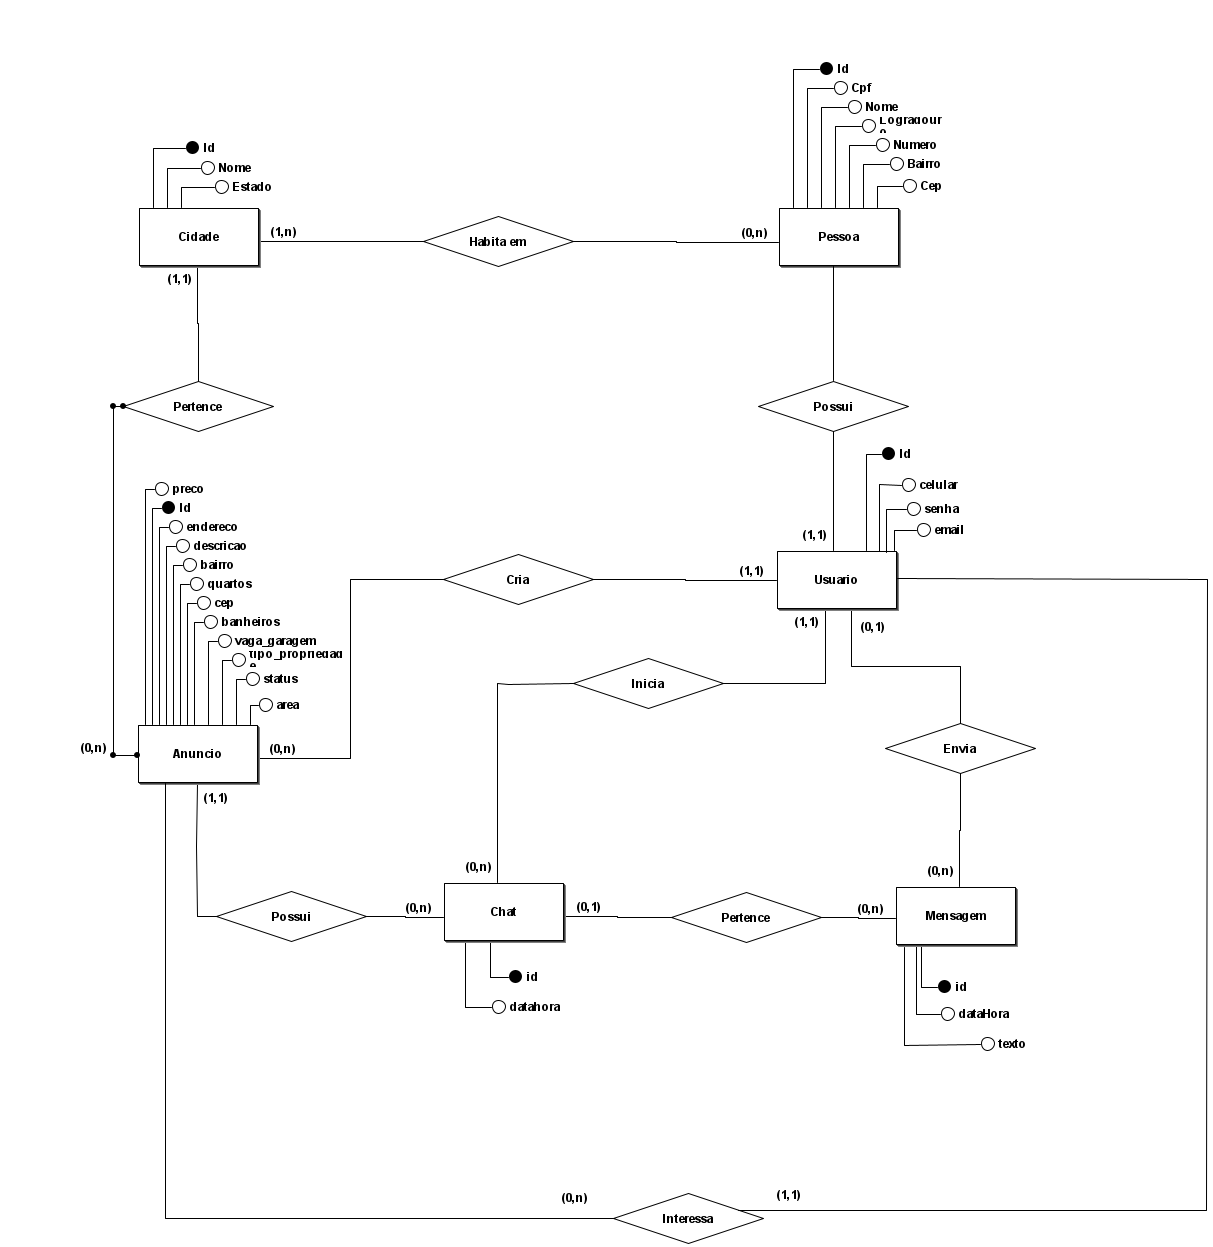 Id
Cpf
Nome
Logradouro
Numero
Bairro
Cep
Id
Nome
Estado
Cidade
(1,n)
Habita em
(0,n)
Pessoa
(1,1)
Pertence
Possui
Id
celular
senha
email
(1,1)
preco
Id
endereco
descricao
bairro
quartos
cep
banheiros
vaga_garagem
tipo_propriedade
status
area
Cria
(1,1)
Usuario
(1,1)
(0,1)
Inicia
Envia
(0,n)
Anuncio
(0,n)
(1,1)
(0,n)
(0,n)
Possui
(0,n)
Chat
(0,1)
Pertence
(0,n)
Mensagem
id
datahora
id
dataHora
texto
(0,n)
Interessa
(1,1)